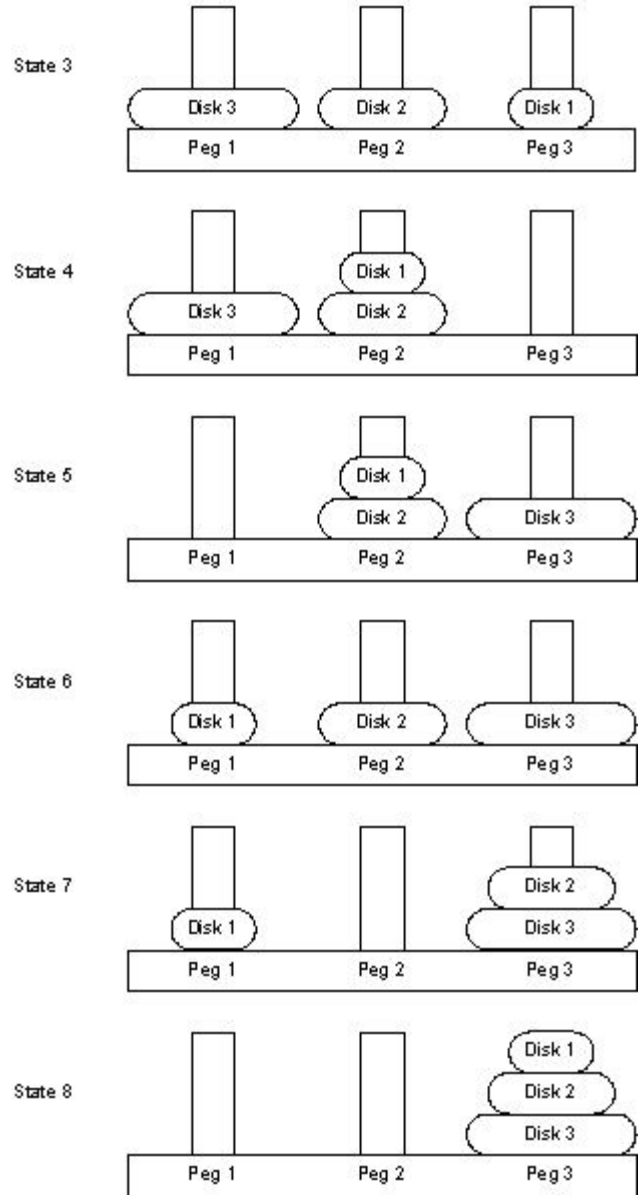 State 3
Disk 3 Disk 2 Disk 1
Peg 1 Peg 2 Peg 3
Disk 1
State 4
Disk 3 Disk 2
Peg 1 Peg 2 Peg 3
State 5
Disk 1
Disk 2 Disk 3
Peg 1 Peg 2 Peg 3
State 6
Disk 1 Disk 2 Disk 3
Peg 1 Peg 2 Peg 3
State 7 Disk 2
Disk 1 Disk 3
Peg 1 Peg 2 Peg 3
Disk 1
State 8 Disk 2
Disk 3
Peg 1 Peg 2 Peg 3